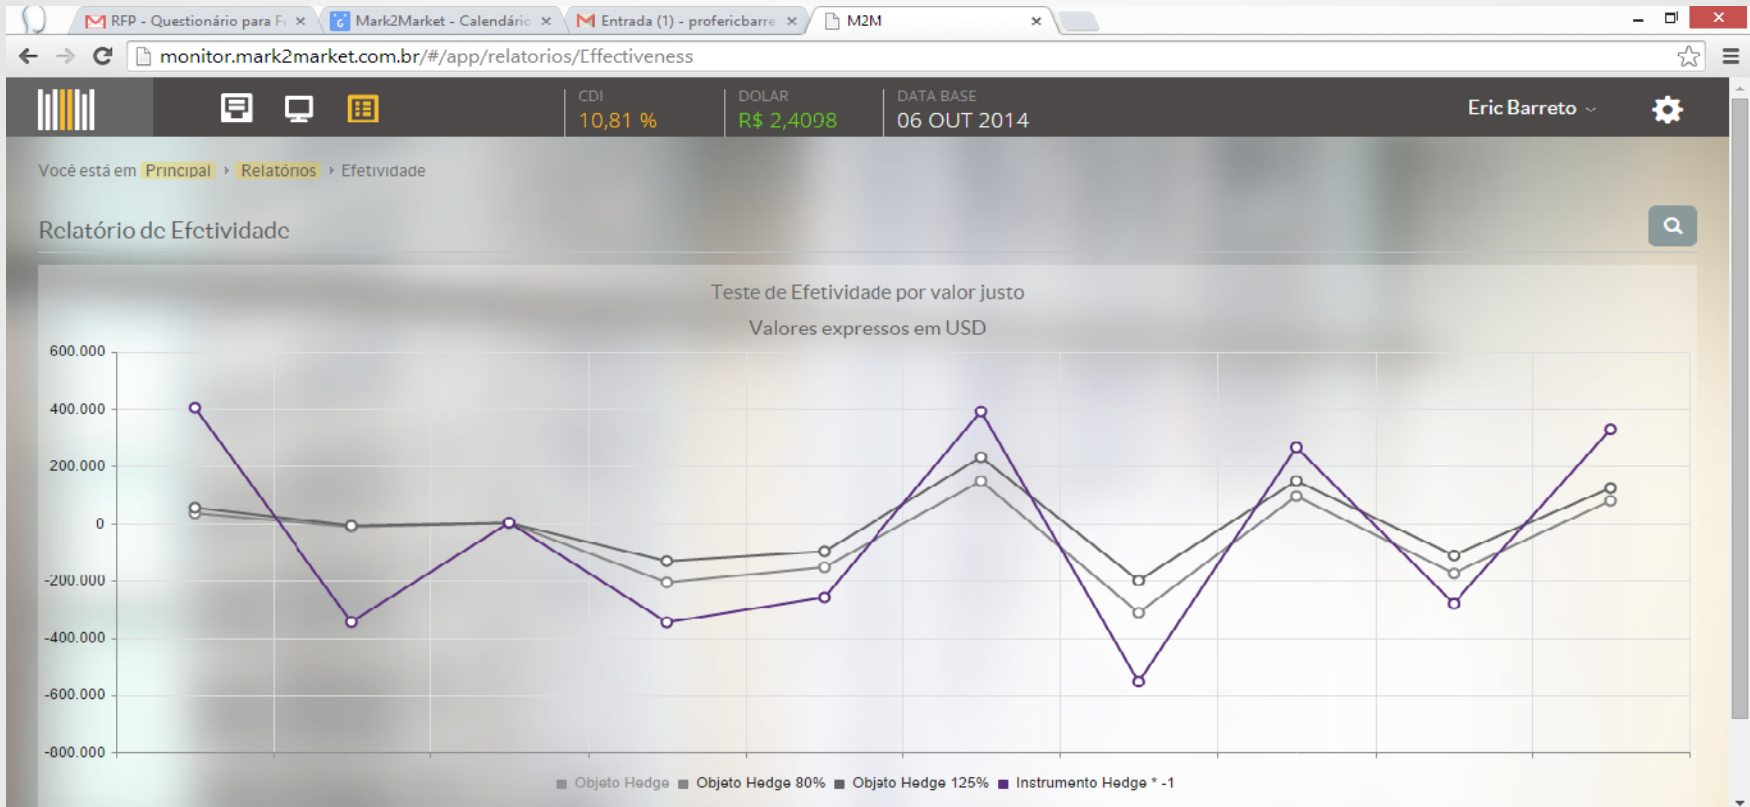 RFP - Questionário para Fo
Mark2Market - Calendário
Entrada (1) - profericbarre
M2M
monitor.mark2market.com.br/#/app/relatorios/Effectiveness
CDI
10,81 %
DOLAR
R$ 2,4098
DATA BASE
06 OUT 2014
Eric Barreto
Você está em Principal › Relatórios › Efetividade
Relatório de Efetividade
Teste de Efetividade por valor justo
Valores expressos em USD
600.000
400.000
200.000
0
-200.000
-400.000
-600.000
-800.000
Objeto Hedge Objeto Hedge 80% Objeto Hedge 125% Instrumento Hedge * -1